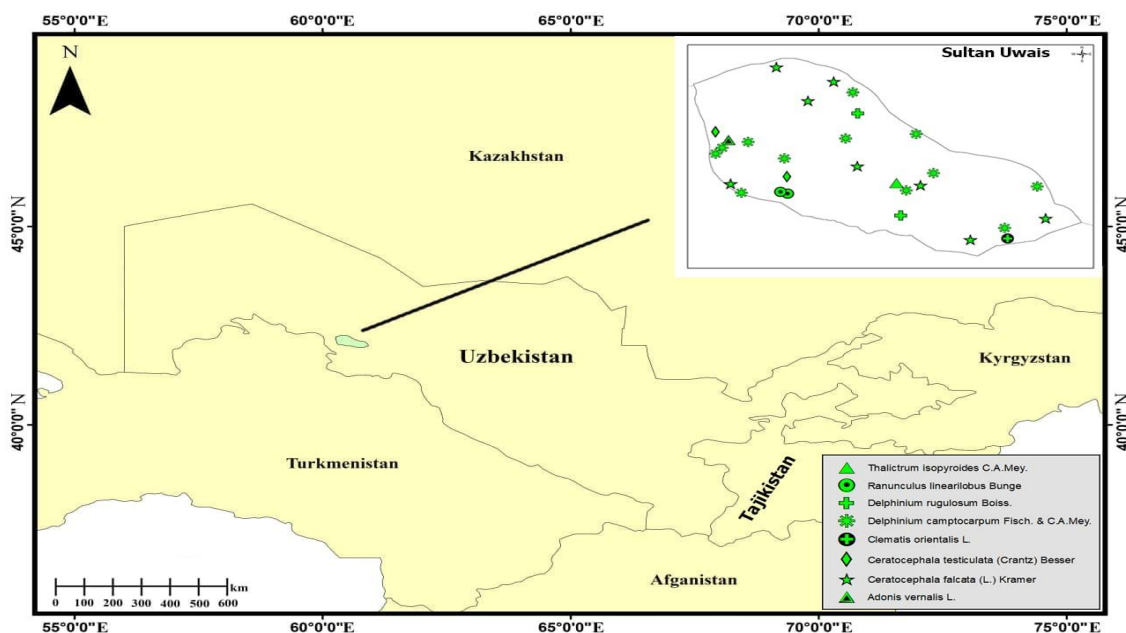 55°0'0"E 60°0'0"E 65°0'0"E 70°0'0"E 75°0'0"E
N
Sultan Uwais
Kazakhstan
45°0'0"N 45°0'0"N
Uzbekistan
Kyrgyzstan
40°0'0"N 40°0'0"N
Turkmenistan
Tajikistan
Afganistan
Thalictrum isopyroides C.A.Mey.
Ranunculus linearilobus Bunge
Delphinium rugulosum Boiss.
Delphinium camptocarpum Fisch. & C.A.Mey.
Clematis orientalis L.
Ceratocephala testiculata (Crantz) Besser
Ceratocephala falcata (L.) Kramer
Adonis vernalis L.
km
0 100 200 300 400 500 600
55°0'0"E 60°0'0"E 65°0'0"E 70°0'0"E 75°0'0"E